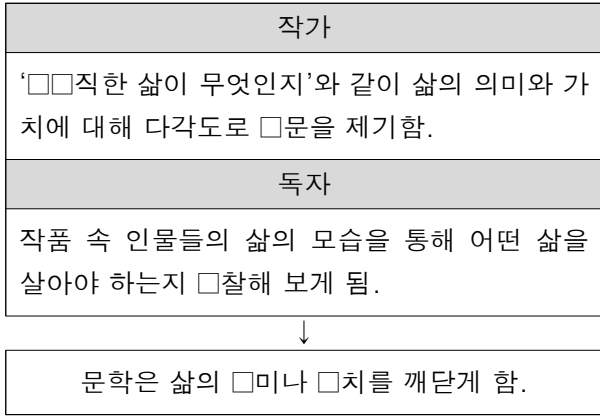 작가
‘□□직한 삶이 무엇인지’와 같이 삶의 의미와 가
치에 대해 다각도로 □문을 제기함.
독자
작품 속 인물들의 삶의 모습을 통해 어떤 삶을
살아야 하는지 □찰해 보게 됨.
↓
문학은 삶의 □미나 □치를 깨닫게 함.